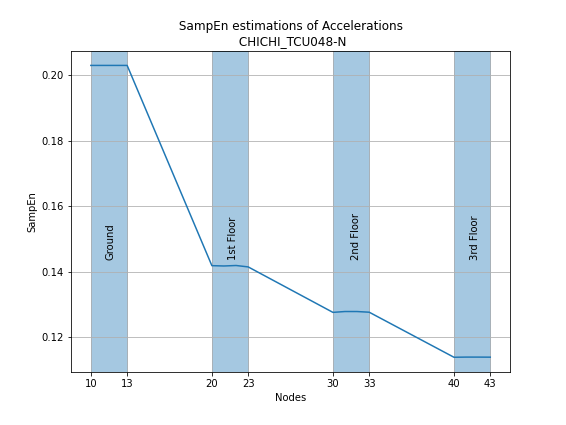 SampEn estimations of Accelerations
CHICHI_TCU048-N
0.20
0.18
0.16
0.14
0.12
SampEn
Ground
1st Floor
2nd Floor
3rd Floor
10 13 20 23 30 33 40 43
Nodes